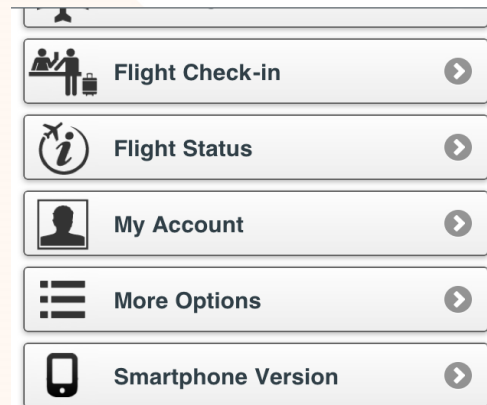 Flight Check-in
Flight Status
My Account
More Options
Smartphone Version